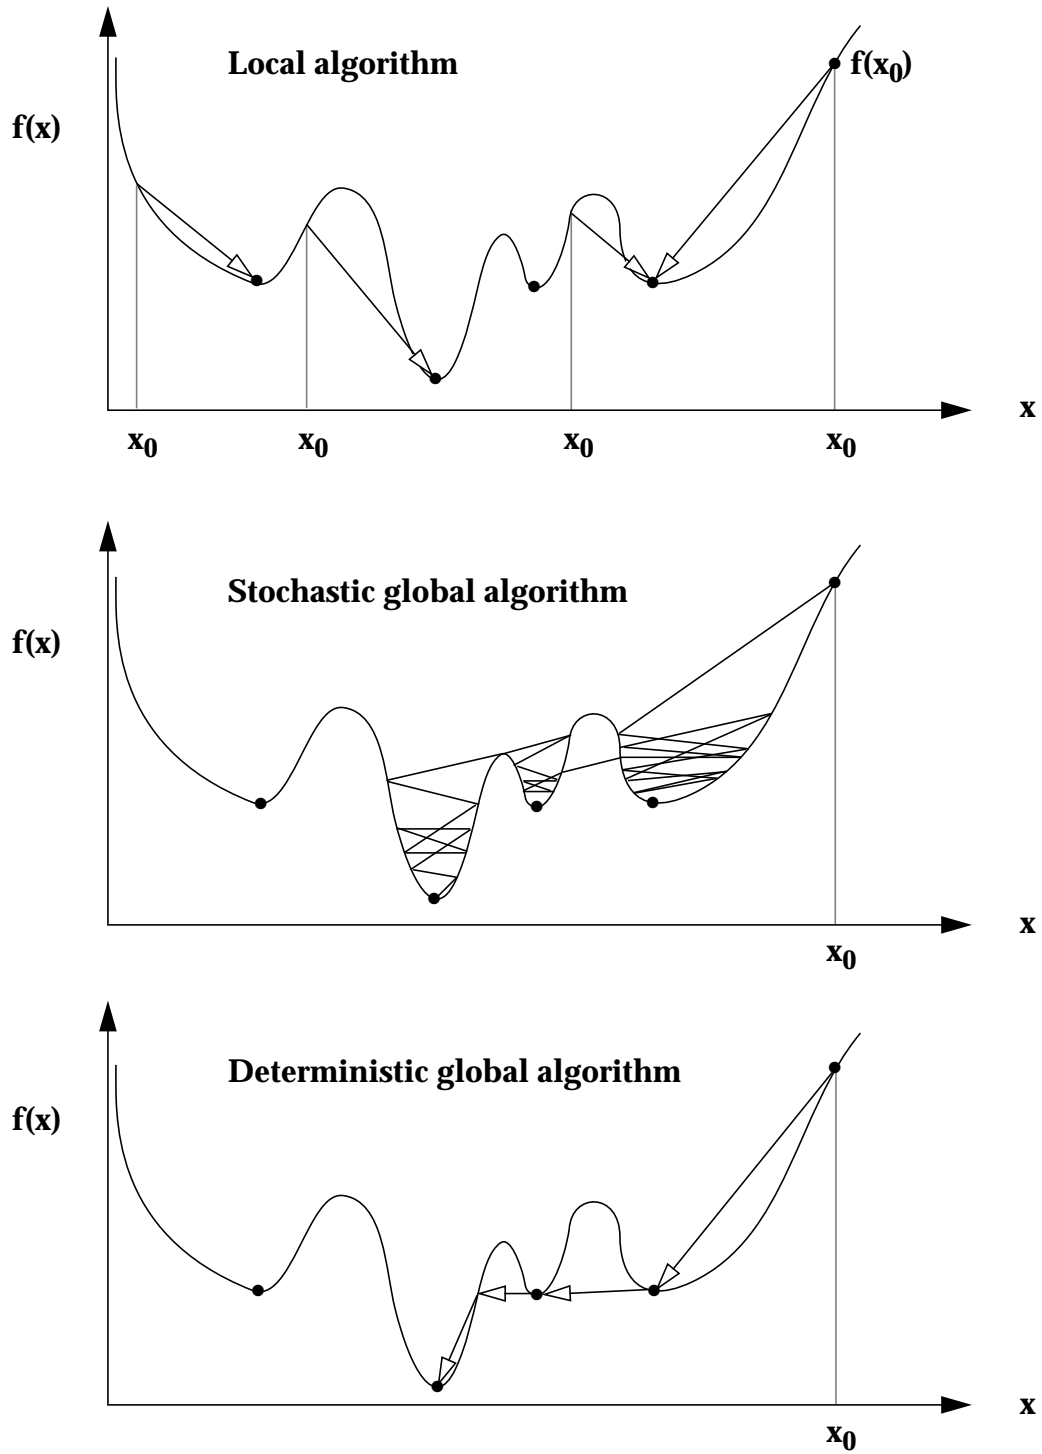 Local algorithm
f(x₀)
f(x)
x
x₀ x₀ x₀ x₀
Stochastic global algorithm
f(x)
x
x₀
Deterministic global algorithm
f(x)
x
x₀